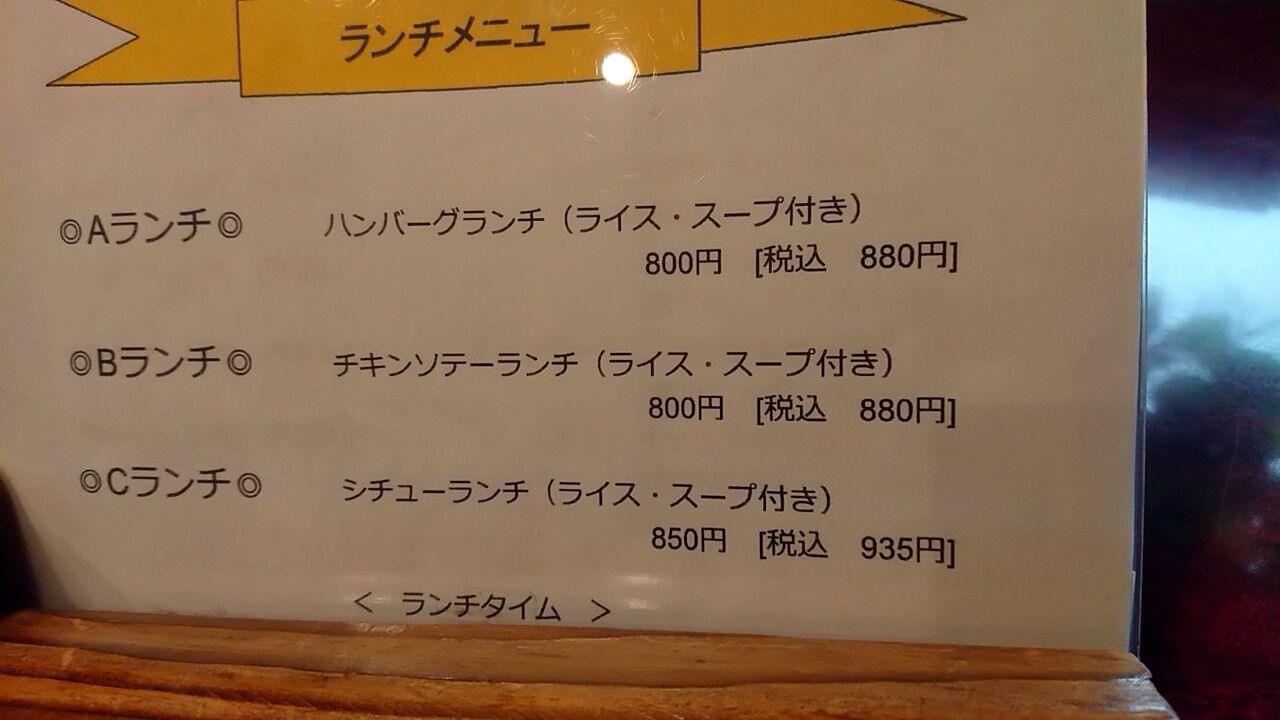 ランチメニュー
◎Aランチ◎ ハンバーグランチ（ライス・スープ付き）
800円 [税込 880円]
◎Bランチ◎ チキンソテーランチ（ライス・スープ付き）
800円 [税込 880円]
◎Cランチ◎ シチューランチ（ライス・スープ付き）
850円 [税込 935円]
＜ ランチタイム ＞